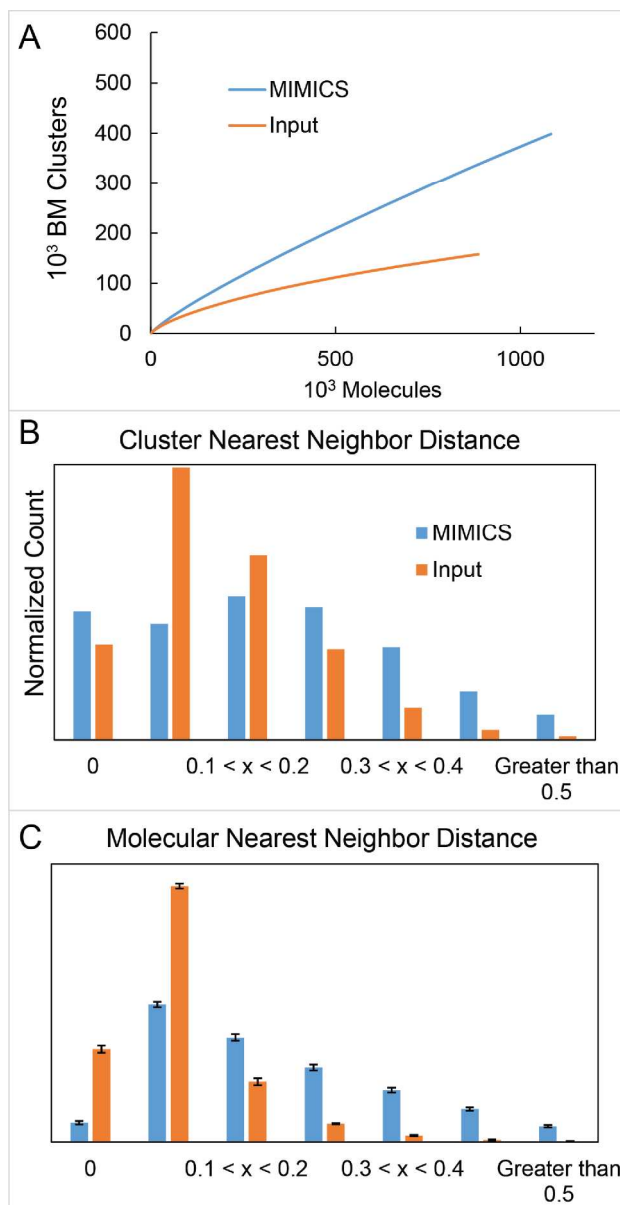 A
600
500
400
300
200
100
0
10³ BM Clusters
MIMICS
Input
0 500 1000
10³ Molecules
B
Cluster Nearest Neighbor Distance
Normalized Count
MIMICS
Input
0 0.1 < x < 0.2 0.3 < x < 0.4 Greater than
0.5
C
Molecular Nearest Neighbor Distance
0 0.1 < x < 0.2 0.3 < x < 0.4 Greater than
0.5